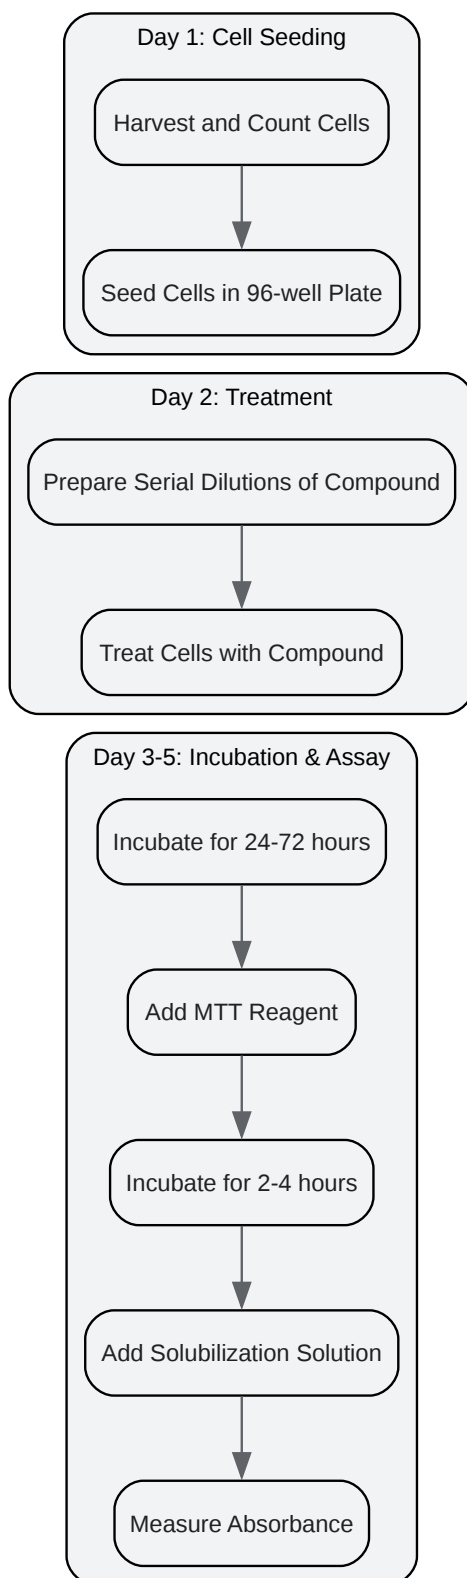 Day 1: Cell Seeding
Harvest and Count Cells
Seed Cells in 96-well Plate
Day 2: Treatment
Prepare Serial Dilutions of Compound
Treat Cells with Compound
Day 3-5: Incubation & Assay
Incubate for 24-72 hours
Add MTT Reagent
Incubate for 2-4 hours
Add Solubilization Solution
Measure Absorbance